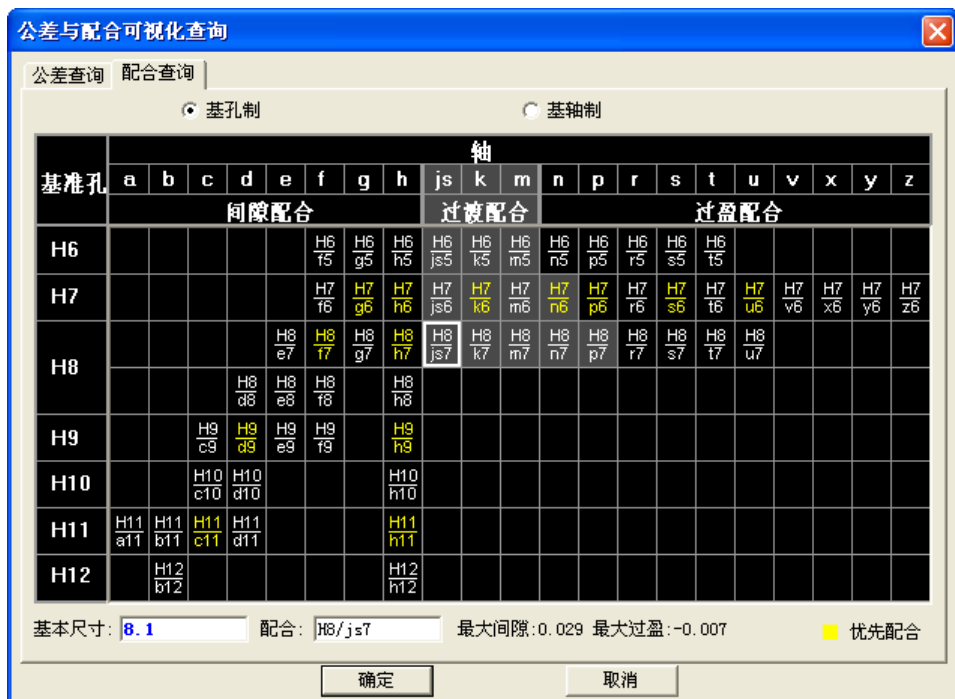 公差与配合可视化查询
公差查询 配合查询
基孔制 基轴制
基准孔 轴
a b c d e f g h js k m n p r s t u v x y z
间隙配合 过渡配合 过盈配合
H6 H6/f5 H6/g5 H6/h5 H6/js5 H6/k5 H6/m5 H6/n5 H6/p5 H6/r5 H6/s5 H6/t5
H7 H7/f6 H7/g6 H7/h6 H7/js6 H7/k6 H7/m6 H7/n6 H7/p6 H7/r6 H7/s6 H7/t6 H7/u6 H7/v6 H7/x6 H7/y6 H7/z6
H8 H8/e7 H8/f7 H8/g7 H8/h7 H8/js7 H8/k7 H8/m7 H8/n7 H8/p7 H8/r7 H8/s7 H8/t7 H8/u7
H8/d8 H8/e8 H8/f8 H8/h8
H9 H9/c9 H9/d9 H9/e9 H9/f9 H9/h9
H10 H10/c10 H10/d10 H10/h10
H11 H11/a11 H11/b11 H11/c11 H11/d11 H11/h11
H12 H12/b12 H12/h12
基本尺寸: 8.1 配合: H8/js7 最大间隙:0.029 最大过盈:-0.007 优先配合
确定 取消